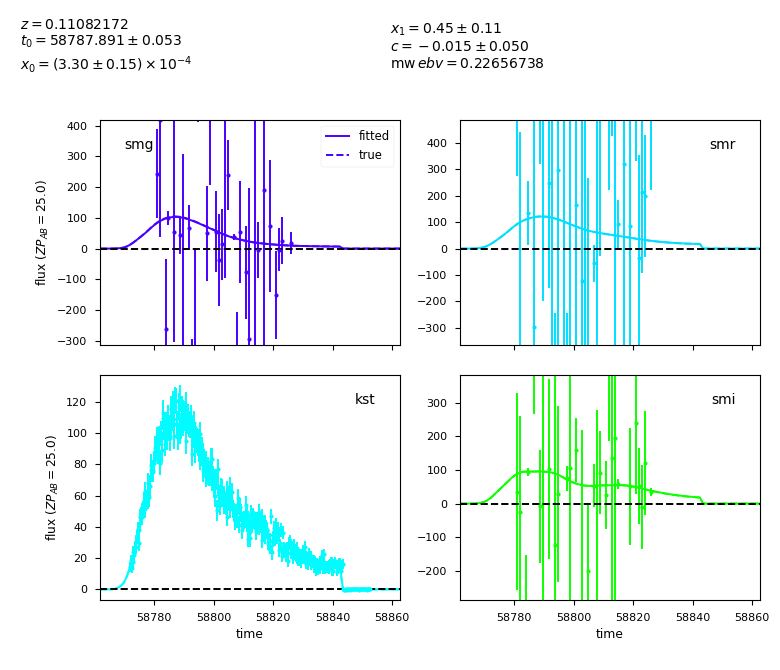 z = 0.11082172
t₀ = 58787.891 ± 0.053
x₀ = (3.30 ± 0.15) × 10⁻⁴
x₁ = 0.45 ± 0.11
c = −0.015 ± 0.050
mw ebv = 0.22656738
smg
fitted
true
400
300
200
100
0
−100
−200
−300
flux (ZP_AB = 25.0)
smr
400
300
200
100
0
−100
−200
−300
kst
120
100
80
60
40
20
0
flux (ZP_AB = 25.0)
58780 58800 58820 58840 58860
time
smi
300
200
100
0
−100
−200
58780 58800 58820 58840 58860
time